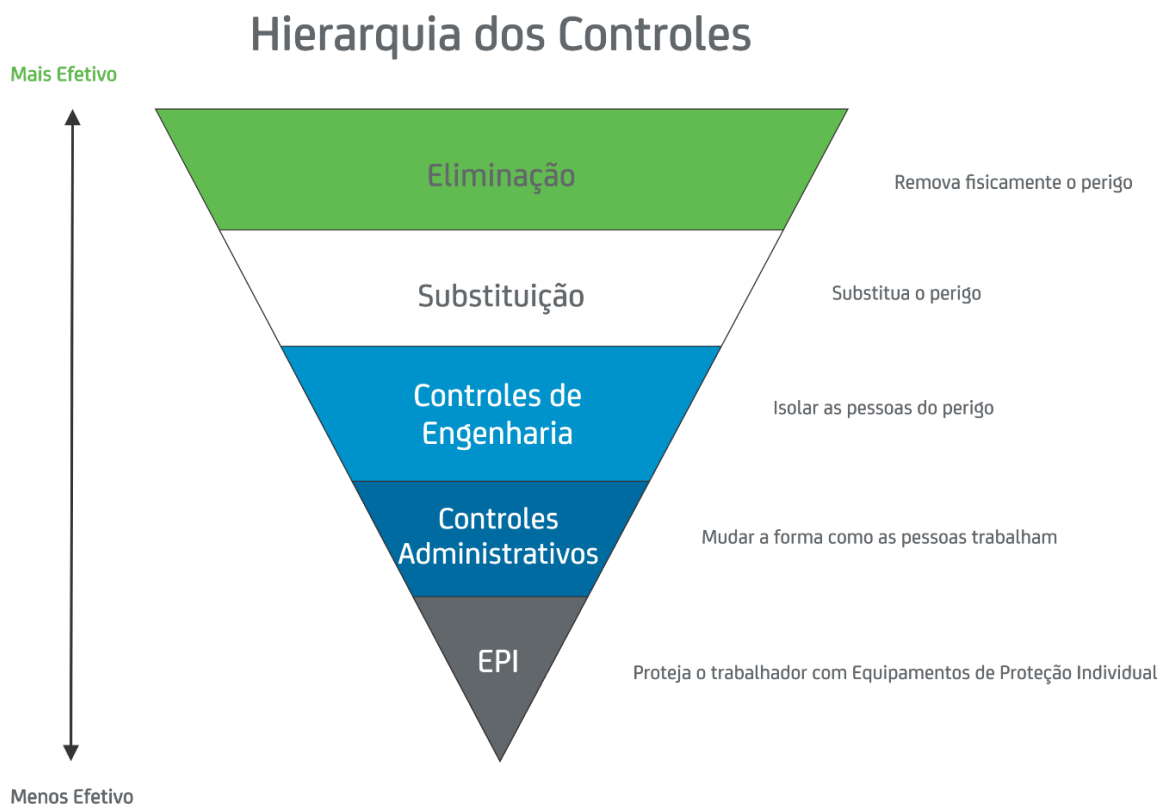 Hierarquia dos Controles
Mais Efetivo
Eliminação
Remova fisicamente o perigo
Substituição
Substitua o perigo
Controles de
Engenharia
Isolar as pessoas do perigo
Controles
Administrativos
Mudar a forma como as pessoas trabalham
EPI
Proteja o trabalhador com Equipamentos de Proteção Individual
Menos Efetivo